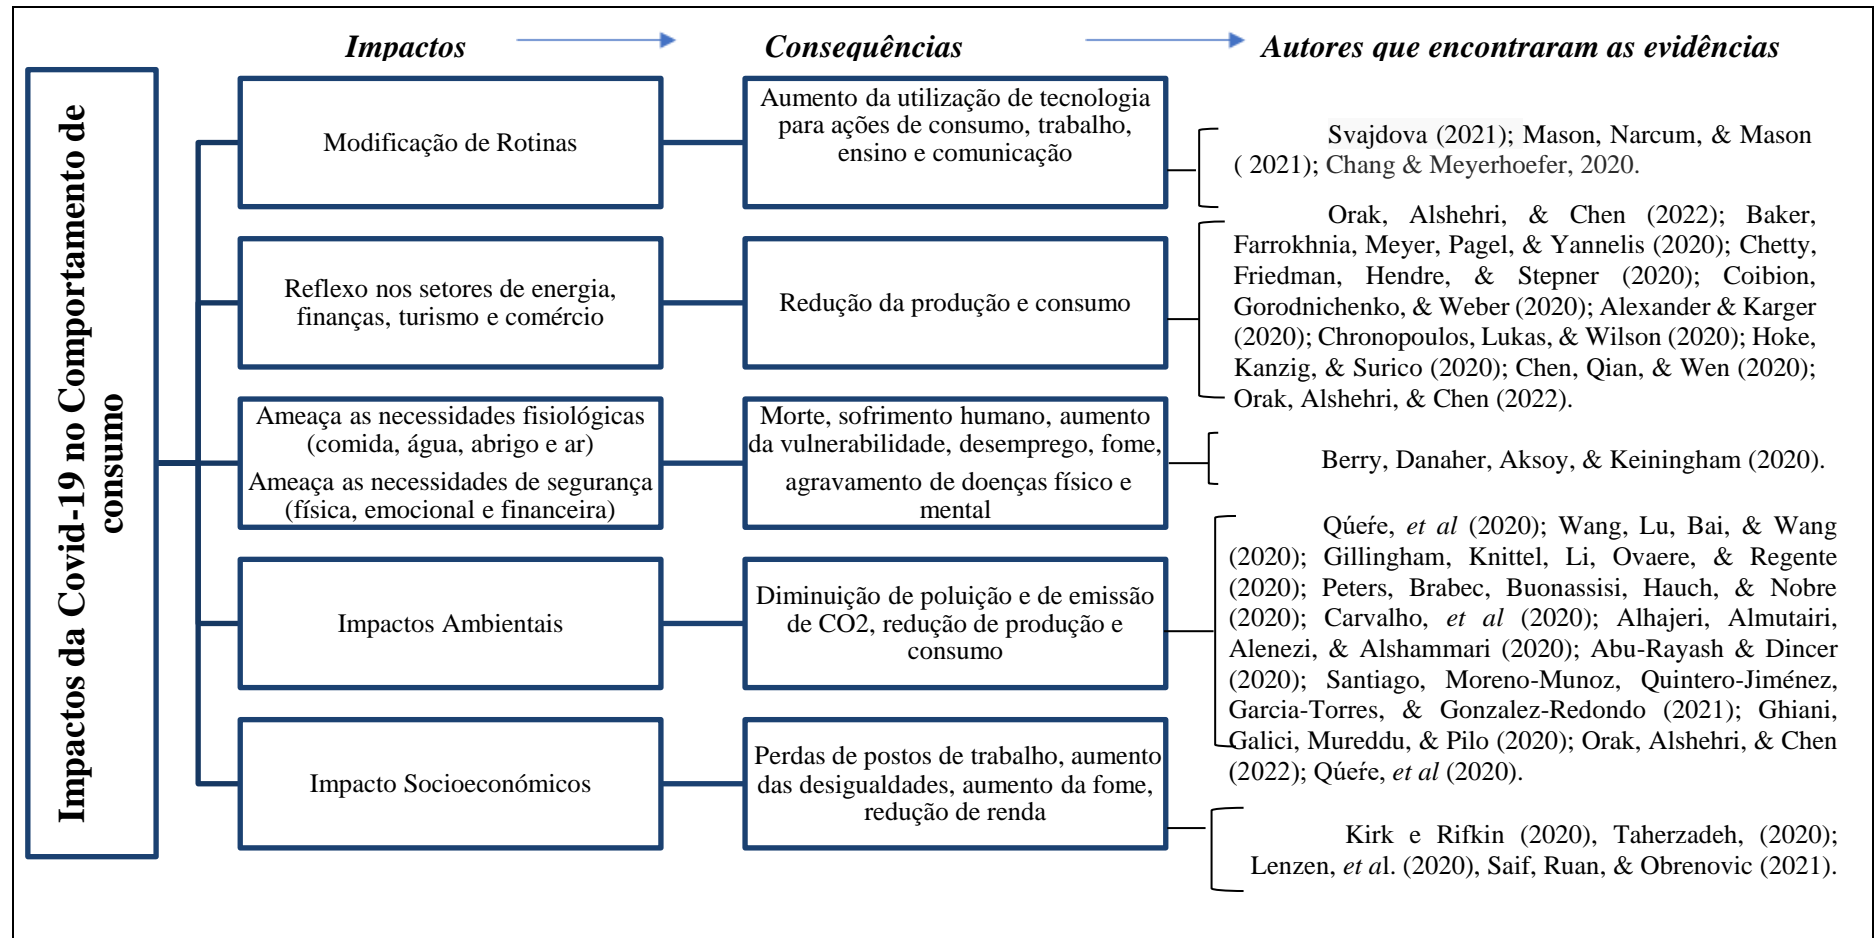 Impactos
Consequências
Autores que encontraram as evidências
Impactos da Covid-19 no Comportamento de
consumo
Modificação de Rotinas
Aumento da utilização de tecnologia
para ações de consumo, trabalho,
ensino e comunicação
Svajdova (2021); Mason, Narcum, & Mason
( 2021); Chang & Meyerhoefer, 2020.
Reflexo nos setores de energia,
finanças, turismo e comércio
Redução da produção e consumo
Orak, Alshehri, & Chen (2022); Baker,
Farrokhnia, Meyer, Pagel, & Yannelis (2020); Chetty,
Friedman, Hendre, & Stepner (2020); Coibion,
Gorodnichenko, & Weber (2020); Alexander & Karger
(2020); Chronopoulos, Lukas, & Wilson (2020); Hoke,
Kanzig, & Surico (2020); Chen, Qian, & Wen (2020);
Orak, Alshehri, & Chen (2022).
Ameaça as necessidades fisiológicas
(comida, água, abrigo e ar)
Ameaça as necessidades de segurança
(física, emocional e financeira)
Morte, sofrimento humano, aumento
da vulnerabilidade, desemprego, fome,
agravamento de doenças físico e
mental
Berry, Danaher, Aksoy, & Keiningham (2020).
Impactos Ambientais
Diminuição de poluição e de emissão
de CO2, redução de produção e
consumo
Qúeŕe, et al (2020); Wang, Lu, Bai, & Wang
(2020); Gillingham, Knittel, Li, Ovaere, & Regente
(2020); Peters, Brabec, Buonassisi, Hauch, & Nobre
(2020); Carvalho, et al (2020); Alhajeri, Almutairi,
Alenezi, & Alshammari (2020); Abu-Rayash & Dincer
(2020); Santiago, Moreno-Munoz, Quintero-Jiménez,
Garcia-Torres, & Gonzalez-Redondo (2021); Ghiani,
Galici, Mureddu, & Pilo (2020); Orak, Alshehri, & Chen
(2022); Qúeŕe, et al (2020).
Impacto Socioeconómicos
Perdas de postos de trabalho, aumento
das desigualdades, aumento da fome,
redução de renda
Kirk e Rifkin (2020), Taherzadeh, (2020);
Lenzen, et al. (2020), Saif, Ruan, & Obrenovic (2021).